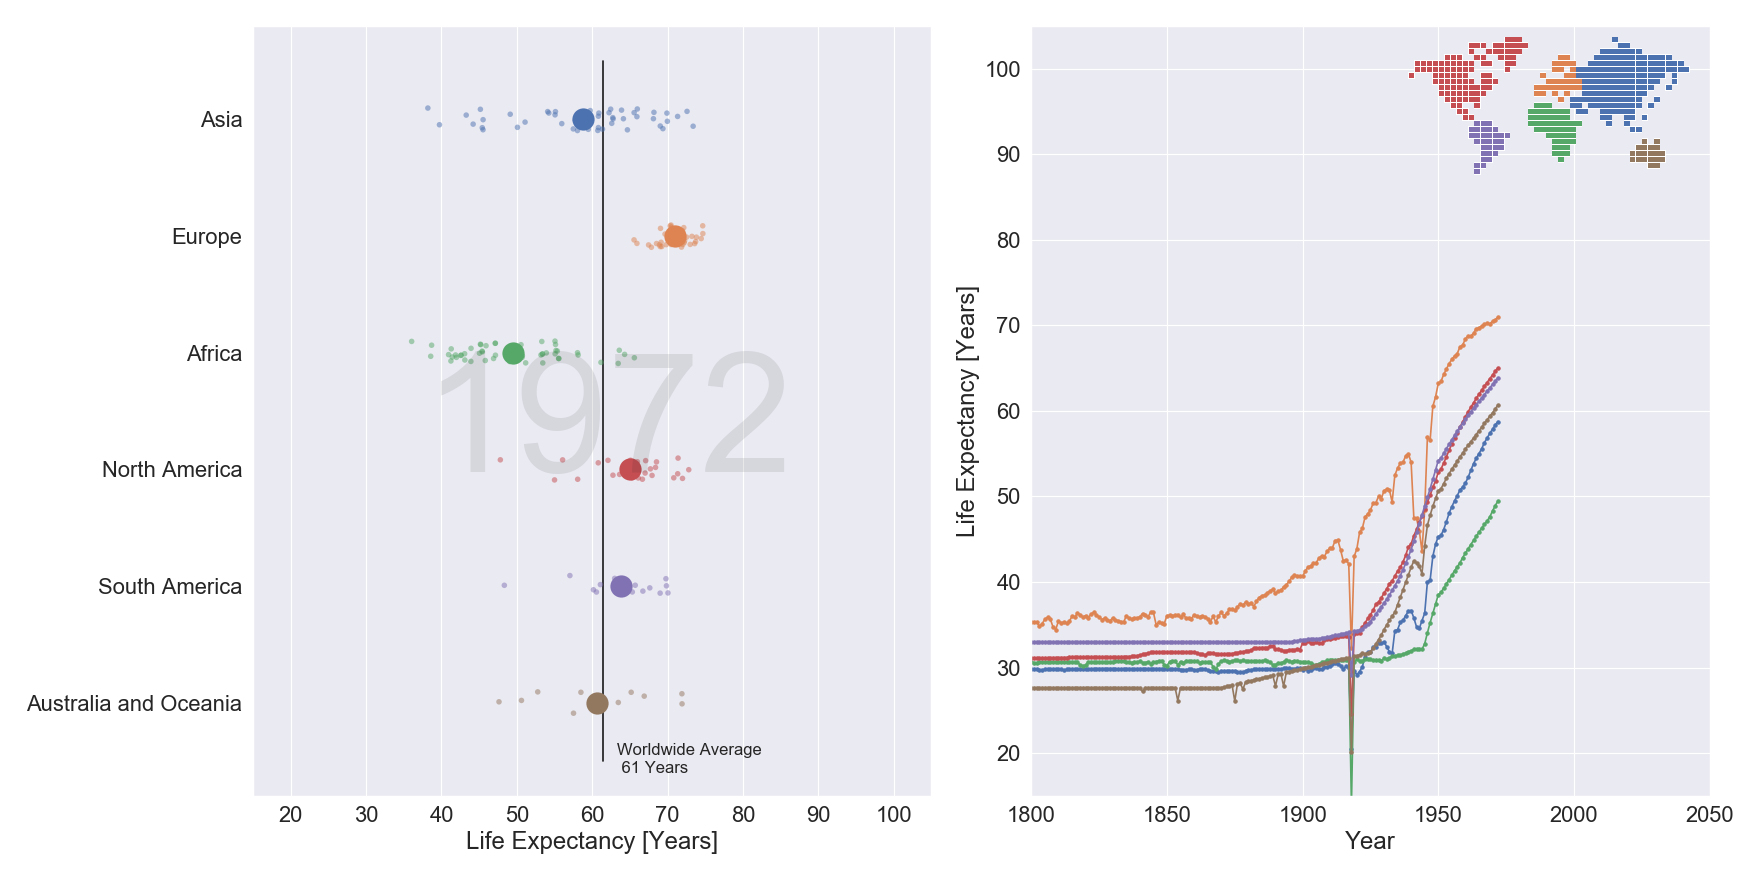 Asia
Europe
Africa
North America
South America
Australia and Oceania
1972
Worldwide Average
61 Years
20 30 40 50 60 70 80 90 100
Life Expectancy [Years]
100
90
80
70
60
50
40
30
20
Life Expectancy [Years]
1800 1850 1900 1950 2000 2050
Year